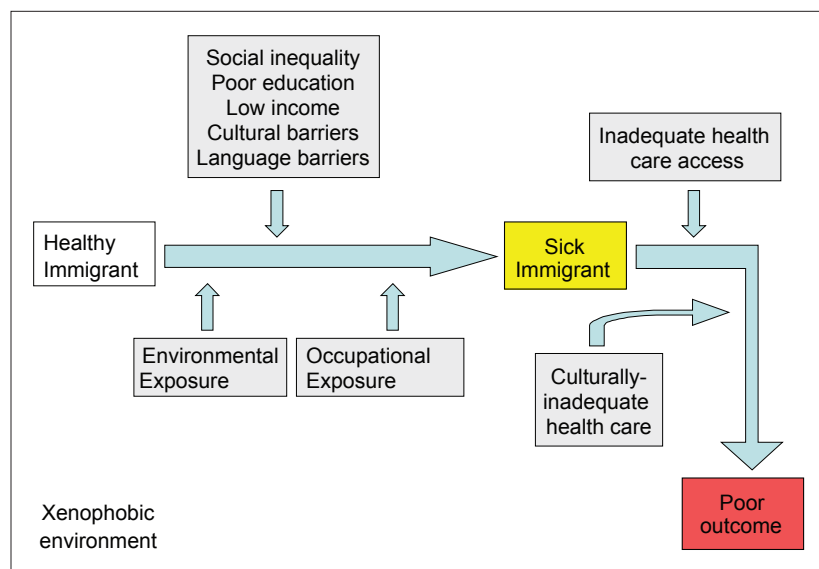 Social inequality
Poor education
Low income
Cultural barriers
Language barriers
Inadequate health
care access
Healthy
Immigrant
Sick
Immigrant
Environmental
Exposure
Occupational
Exposure
Culturally-
inadequate
health care
Xenophobic
environment
Poor
outcome